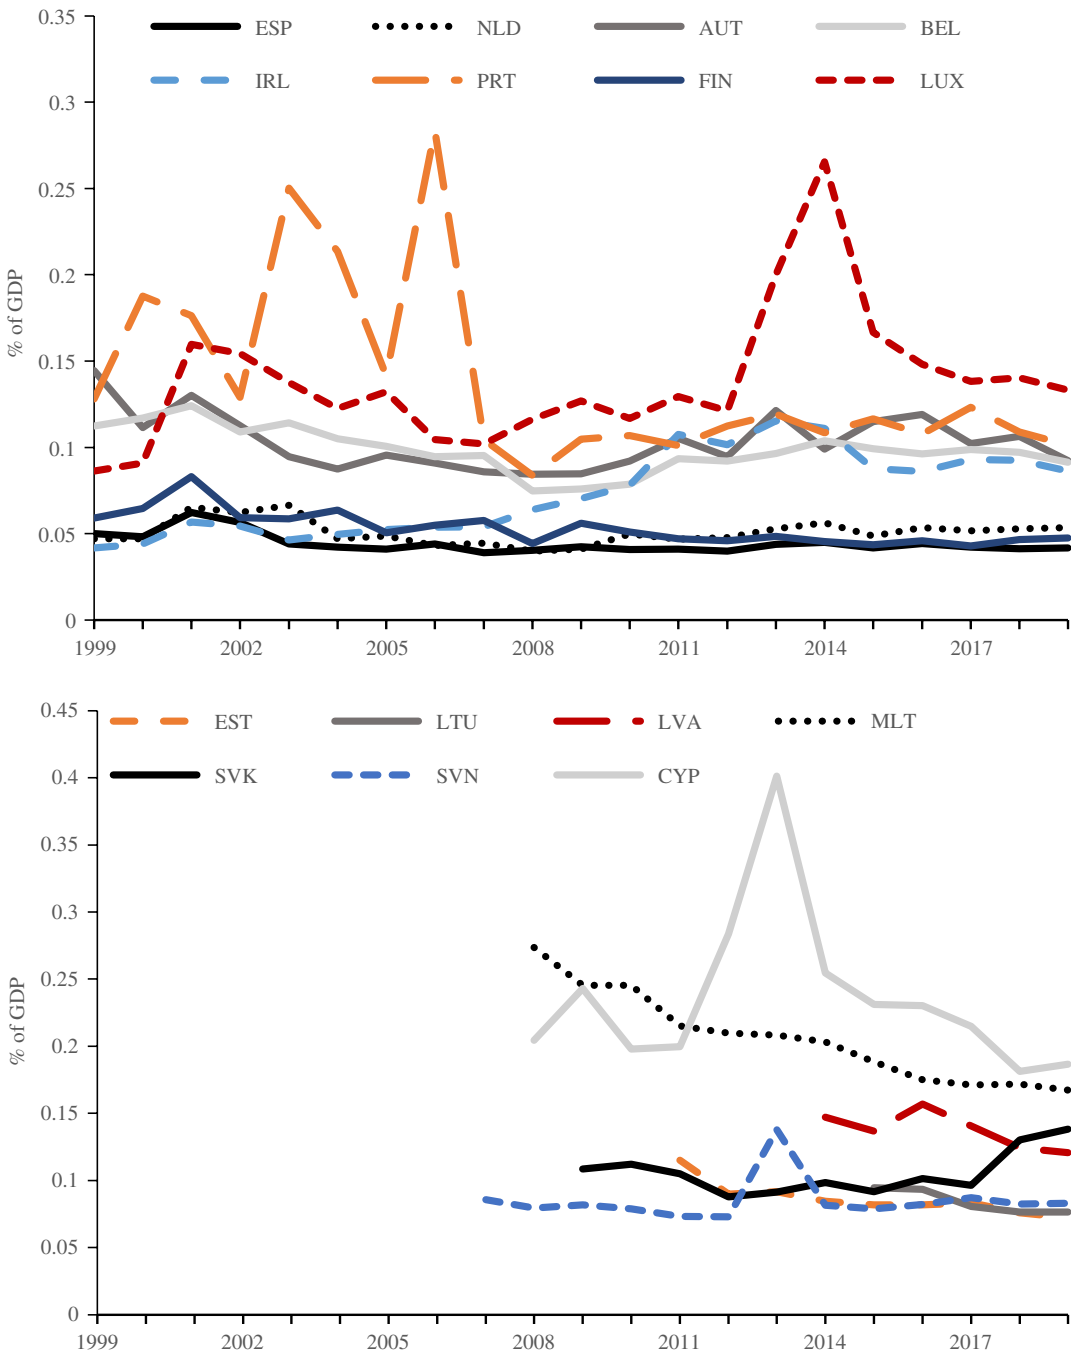 0.35
ESP NLD AUT BEL
IRL PRT FIN LUX
0.3
0.25
0.2
% of GDP
0.15
0.1
0.05
0
1999 2002 2005 2008 2011 2014 2017
0.45
EST LTU LVA MLT
SVK SVN CYP
0.4
0.35
0.3
0.25
% of GDP
0.2
0.15
0.1
0.05
0
1999 2002 2005 2008 2011 2014 2017